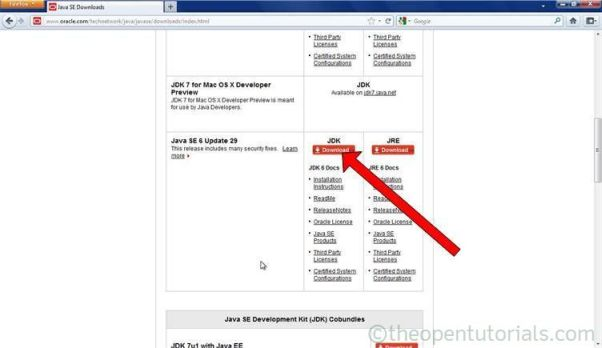 Firefox
Java SE Downloads
www.oracle.com/technetwork/java/javase/downloads/index.html
Google
Third Party
Licenses
Certified System
Configurations
Third Party
Licenses
Certified System
Configurations
JDK 7 for Mac OS X Developer
Preview
JDK 7 for Mac OS X Developer Preview is meant
for use by Java Developers.
JDK
Available on jdk7.java.net
Java SE 6 Update 29
This release includes many security fixes. Learn
more
JDK
Download
JDK 6 Docs
Installation
Instructions
ReadMe
ReleaseNotes
Oracle License
Java SE
Products
Third Party
Licenses
Certified System
Configurations
JRE
Download
JRE 6 Docs
Installation
Instructions
ReleaseNotes
Oracle License
Java SE
Products
Third Party
Licenses
Certified System
Configurations
Java SE Development Kit (JDK) Cobundles
JDK 7u1 with Java EE
Download
©theopentutorials.com